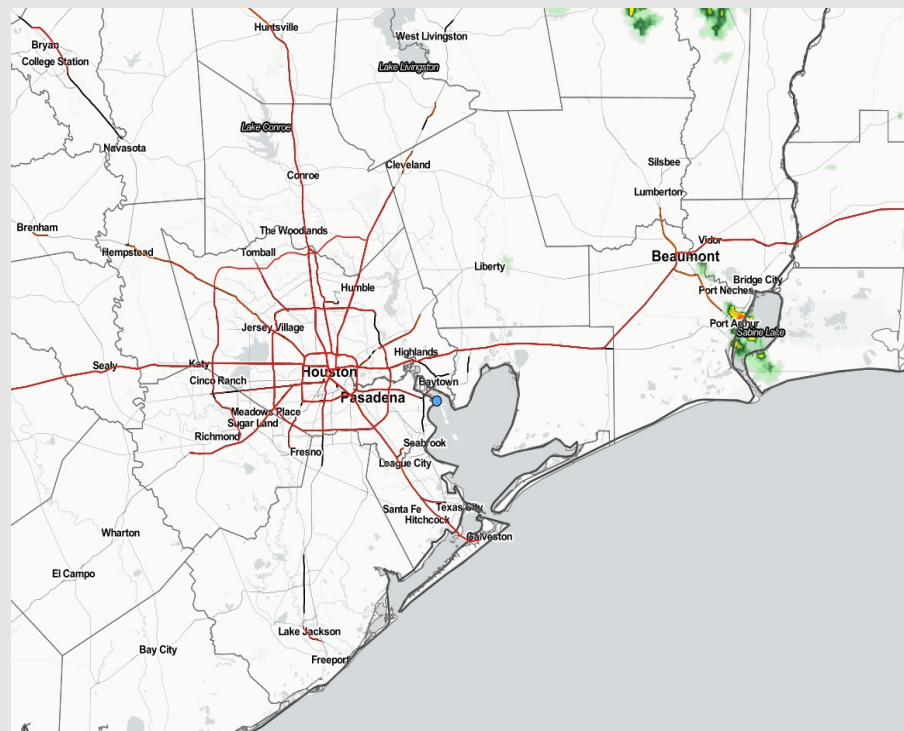 Huntsville
West Livingston
Bryan
College Station
Lake Livingston
Lake Conroe
Navasota
Cleveland
Silsbee
Conroe
Lumberton
Brenham
The Woodlands
Hempstead
Tomball
Vidor
Beaumont
Liberty
Bridge City
Humble
Port Neches
Port Arthur
Jersey Village
Sabine Lake
Highlands
Sealy
Katy
Houston
Cinco Ranch
Baytown
Pasadena
Meadows Place
Sugar Land
Richmond
Seabrook
Fresno
League City
Santa Fe
Texas City
Hitchcock
Wharton
Galveston
El Campo
Lake Jackson
Bay City
Freeport